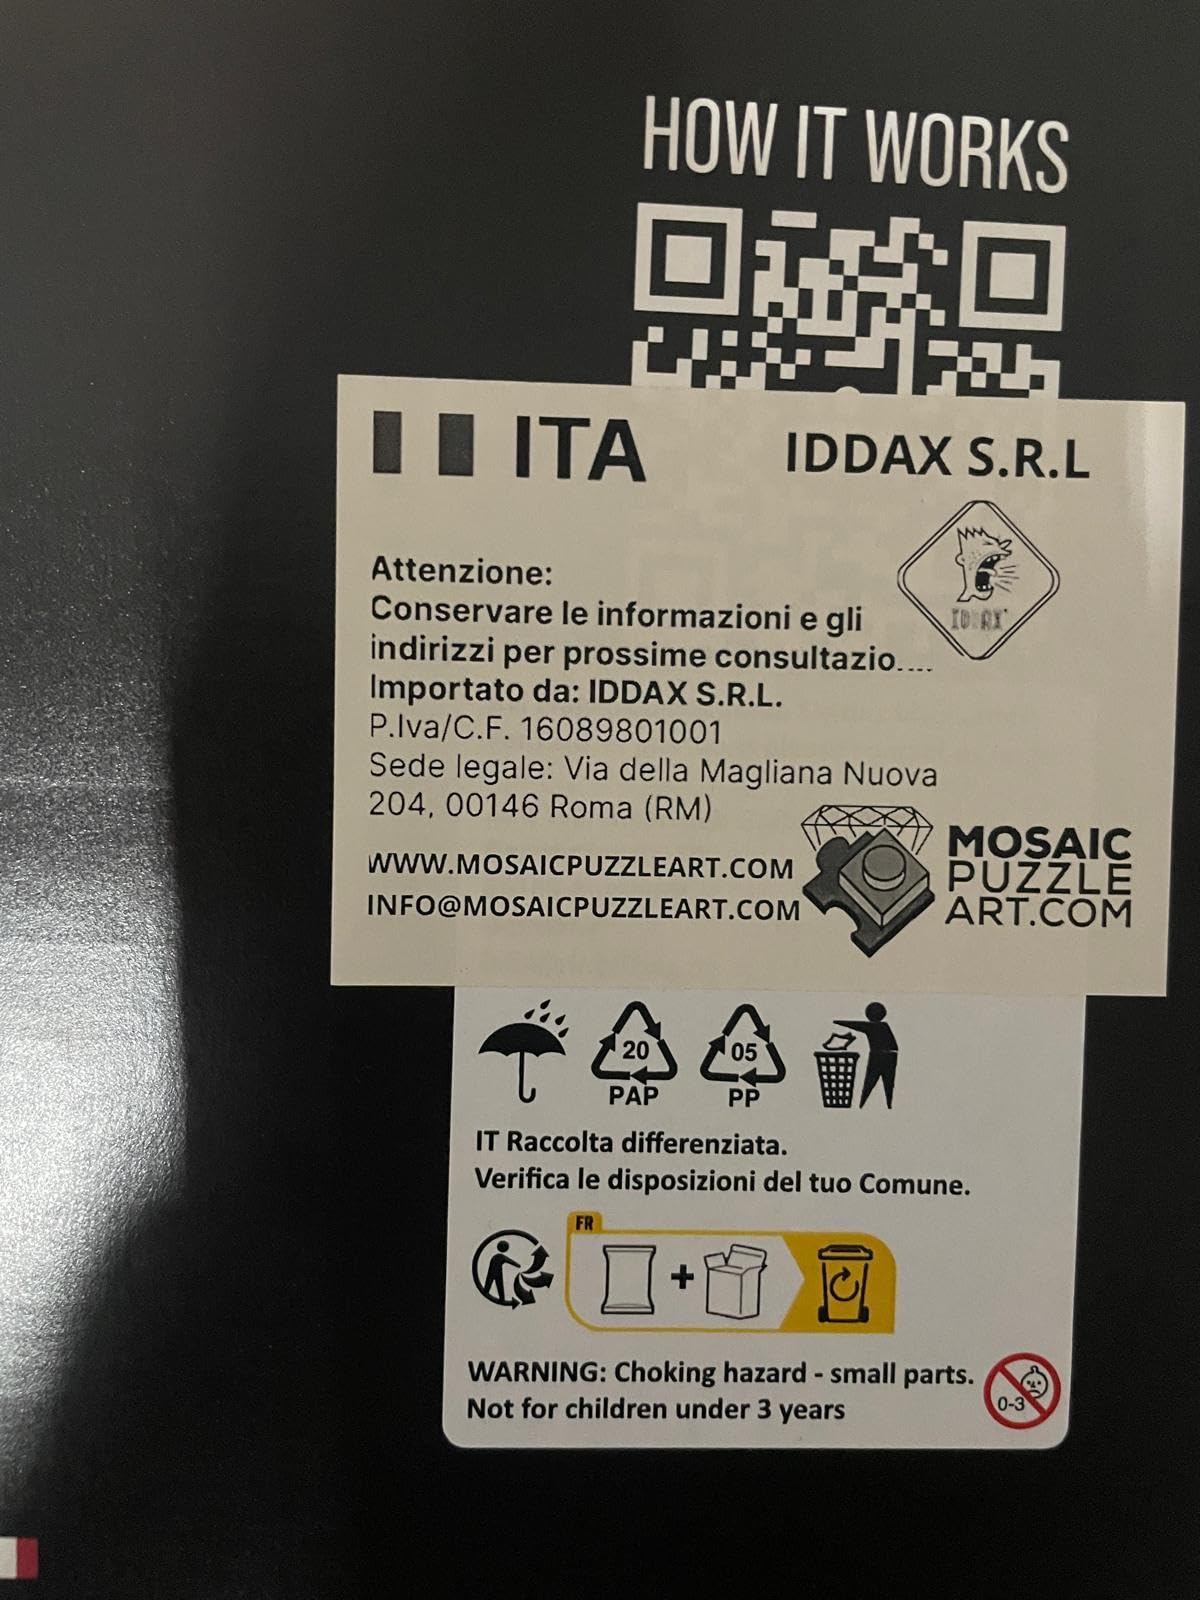 HOW IT WORKS
ITA
IDDAX S.R.L
Attenzione:
Conservare le informazioni e gli
indirizzi per prossime consultazio....
Importato da: IDDAX S.R.L.
P.Iva/C.F. 16089801001
Sede legale: Via della Magliana Nuova
204, 00146 Roma (RM)
WWW.MOSAICPUZZLEART.COM
INFO@MOSAICPUZZLEART.COM
MOSAIC
PUZZLE
ART.COM
20
PAP
05
PP
IT Raccolta differenziata.
Verifica le disposizioni del tuo Comune.
FR
WARNING: Choking hazard - small parts.
Not for children under 3 years
0-3